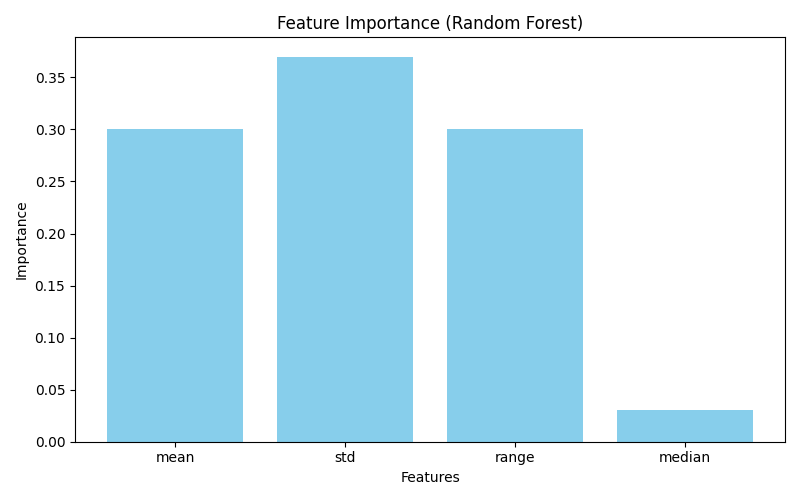 Feature Importance (Random Forest)
Importance
0.35
0.30
0.25
0.20
0.15
0.10
0.05
0.00
mean std range median
Features